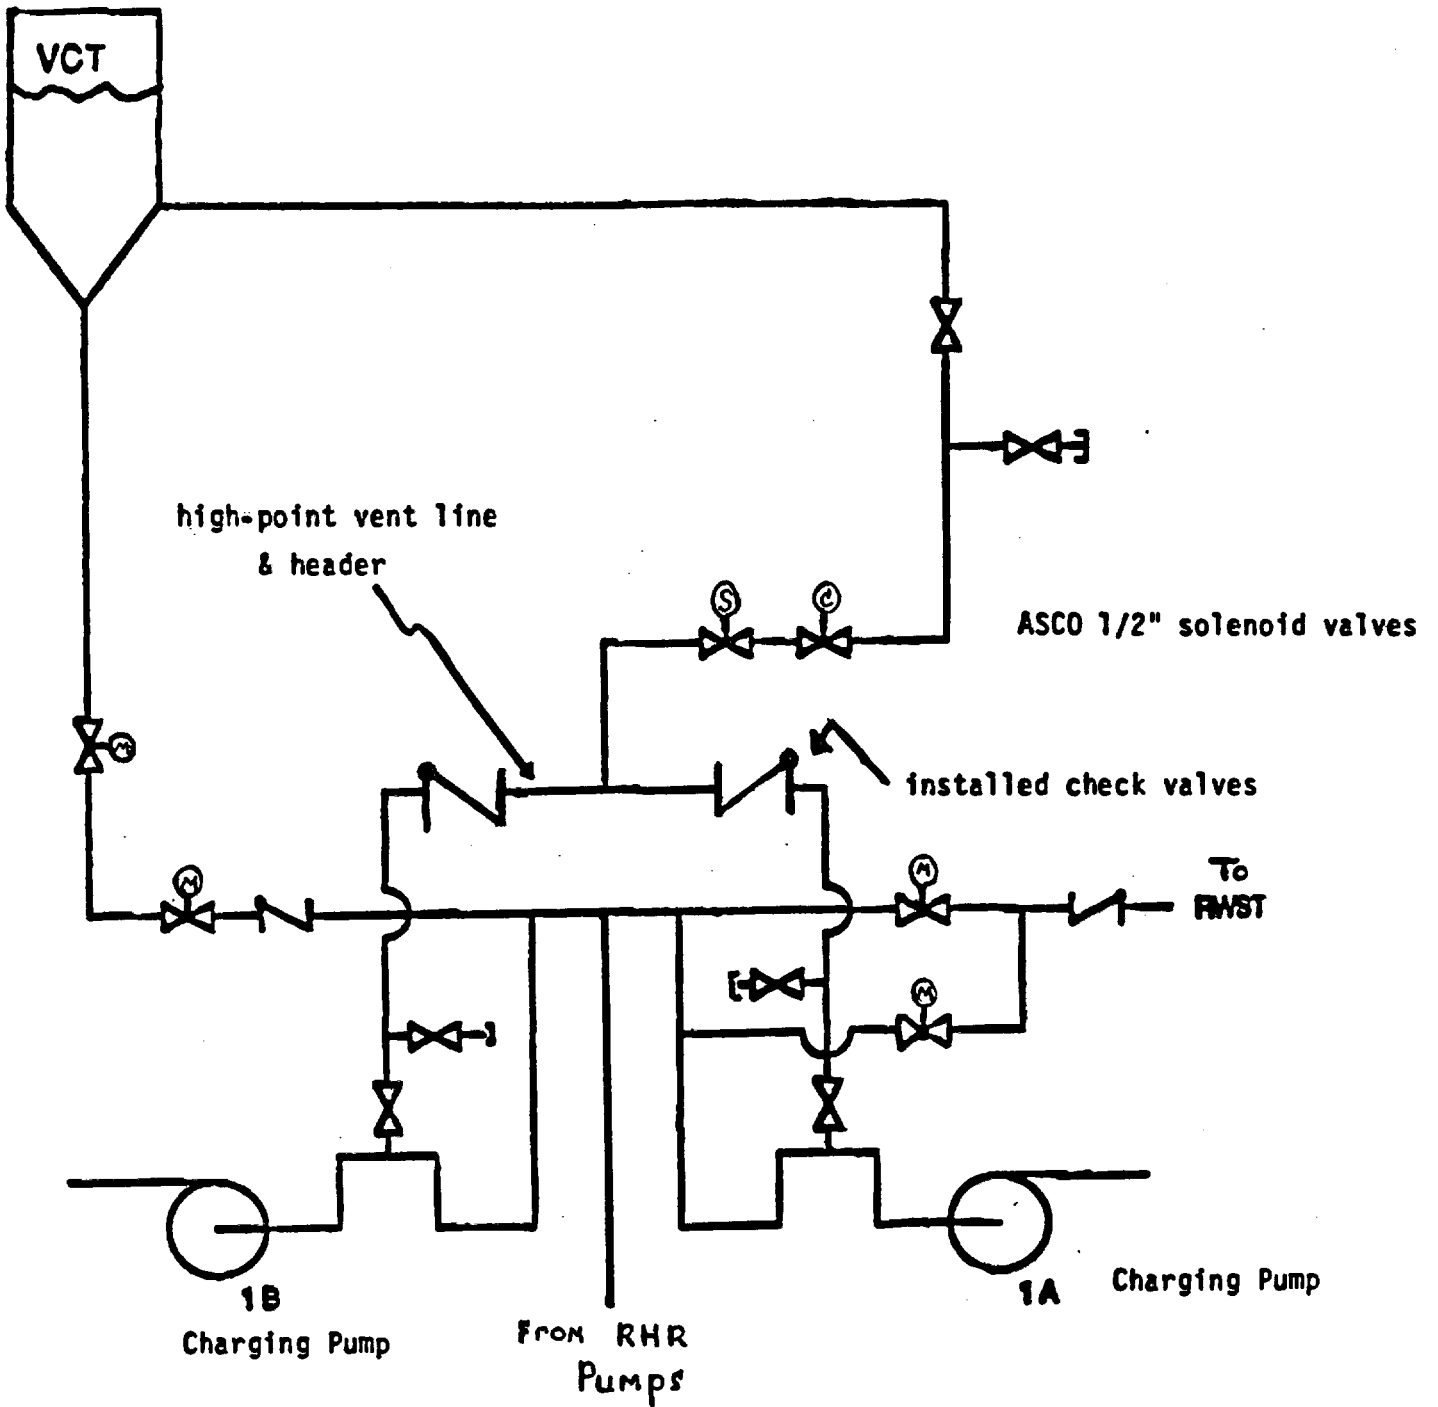 VCT
high-point vent line
& header
S
C
ASCO 1/2" solenoid valves
M
installed check valves
M
M
To
RWST
M
1B
Charging Pump
1A
Charging Pump
From RHR
Pumps